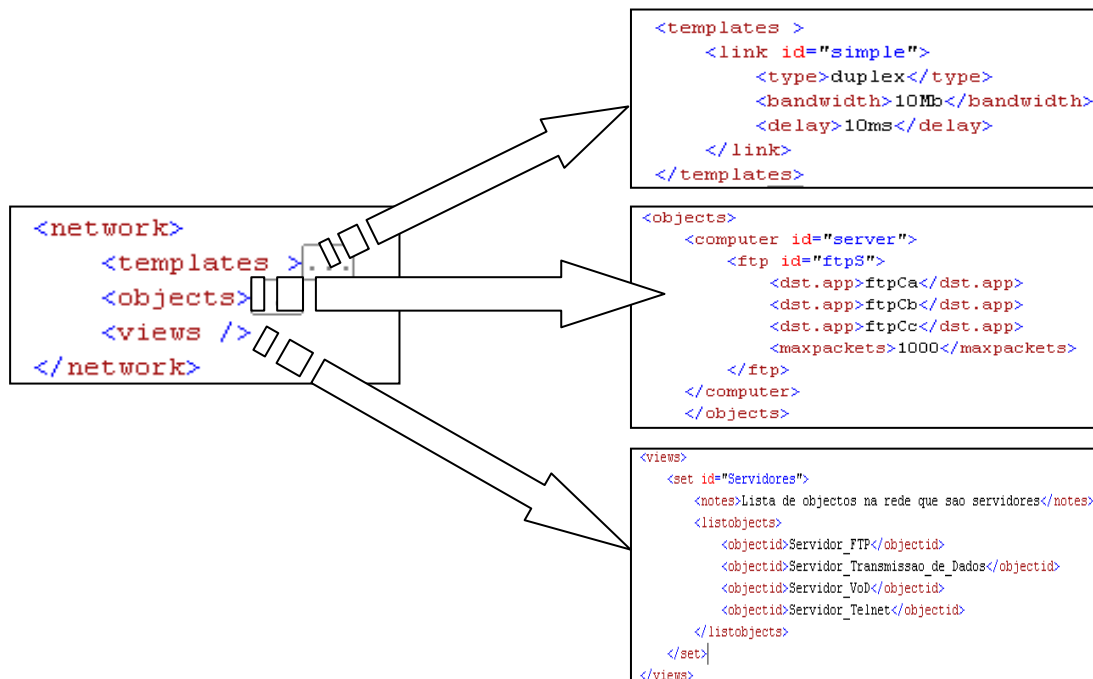 <network>
<templates >...
<objects>
<views />
</network>
<templates >
<link id="simple">
<type>duplex</type>
<bandwidth>10Mb</bandwidth>
<delay>10ms</delay>
</link>
</templates>
<objects>
<computer id="server">
<ftp id="ftpS">
<dst.app>ftpCa</dst.app>
<dst.app>ftpCb</dst.app>
<dst.app>ftpCc</dst.app>
<maxpackets>1000</maxpackets>
</ftp>
</computer>
</objects>
<views>
<set id="Servidores">
<notes>Lista de objectos na rede que sao servidores</notes>
<listobjects>
<objectid>Servidor_FTP</objectid>
<objectid>Servidor_Transmissao_de_Dados</objectid>
<objectid>Servidor_VoD</objectid>
<objectid>Servidor_Telnet</objectid>
</listobjects>
</set>
</views>